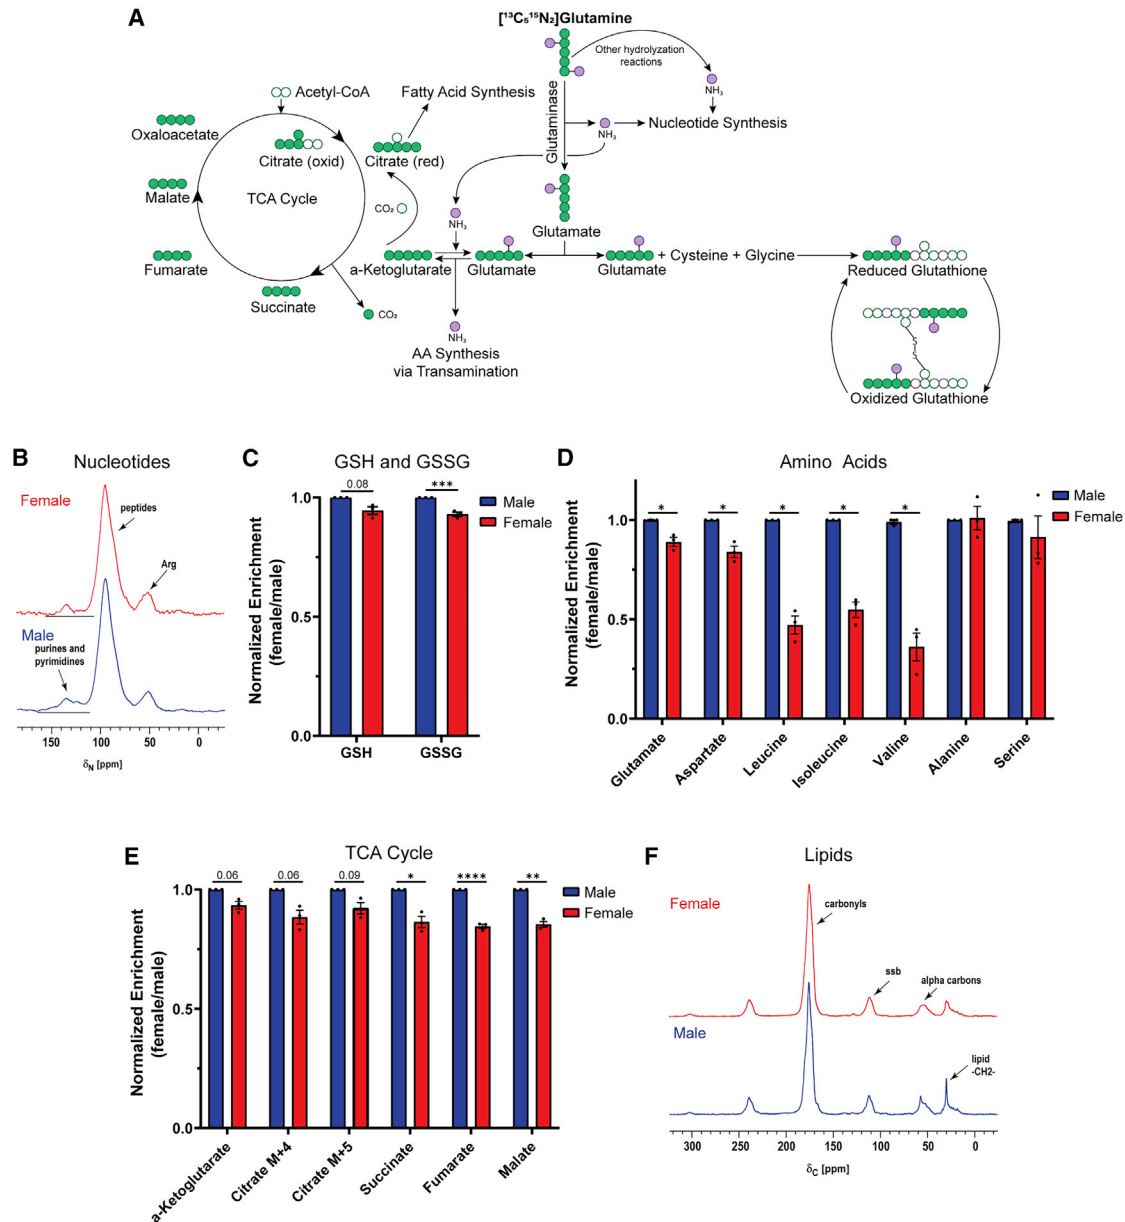 A
[¹³C₅¹⁵N₂]Glutamine
Other hydrolyzation
reactions
NH₃
Acetyl-CoA
Fatty Acid Synthesis
Glutaminase
NH₃
Nucleotide Synthesis
Oxaloacetate
Citrate (oxid)
Citrate (red)
TCA Cycle
Malate
CO₂
NH₃
Glutamate
Fumarate
a-Ketoglutarate
Glutamate
Glutamate
+ Cysteine + Glycine
Reduced Glutathione
Succinate
CO₂
NH₃
S
S
AA Synthesis
via Transamination
Oxidized Glutathione
B
Nucleotides
Female
peptides
Arg
Male
purines and
pyrimidines
150
100
50
0
δN [ppm]
C
GSH and GSSG
Normalized Enrichment
(female/male)
1.0
0.5
0.0
0.08
***
Male
Female
GSH
GSSG
D
Amino Acids
Normalized Enrichment
(female/male)
1.0
0.5
0.0
*
*
*
*
*
Male
Female
Glutamate
Aspartate
Leucine
Isoleucine
Valine
Alanine
Serine
E
TCA Cycle
Normalized Enrichment
(female/male)
1.0
0.5
0.0
0.06
0.06
0.09
*
****
**
Male
Female
a-Ketoglutarate
Citrate M+4
Citrate M+5
Succinate
Fumarate
Malate
F
Lipids
Female
carbonyls
ssb
alpha carbons
Male
lipid
-CH2-
300
250
200
150
100
50
0
δC [ppm]